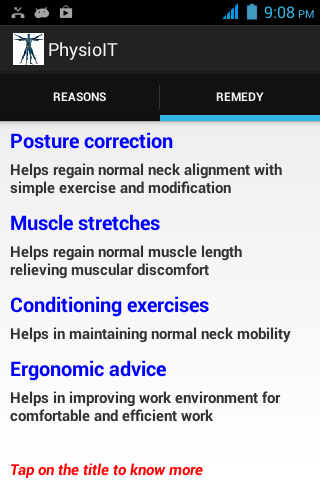 9:08 PM
PhysioIT
REASONS
REMEDY
Posture correction
Helps regain normal neck alignment with
simple exercise and modification
Muscle stretches
Helps regain normal muscle length
relieving muscular discomfort
Conditioning exercises
Helps in maintaining normal neck mobility
Ergonomic advice
Helps in improving work environment for
comfortable and efficient work
Tap on the title to know more